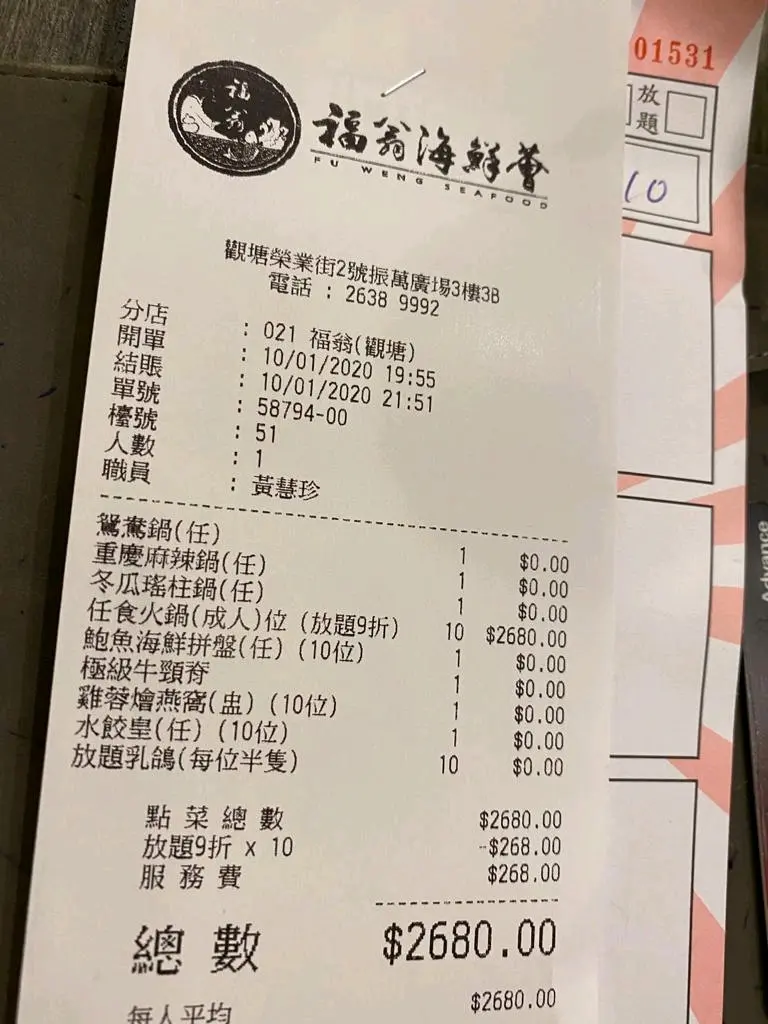 福翁
福翁海鮮薈
FU WENG SEAFOOD
觀塘榮業街2號振萬廣場3樓3B
電話 : 2638 9992
分店 : 021 福翁(觀塘)
開單 : 10/01/2020 19:55
結賬 : 10/01/2020 21:51
單號 : 58794-00
檯號 : 51
人數 : 1
職員 : 黃慧珍
鴛鴦鍋(任) 1 $0.00
重慶麻辣鍋(任) 1 $0.00
冬瓜瑤柱鍋(任) 1 $0.00
任食火鍋(成人)位 (放題9折) 10 $2680.00
鮑魚海鮮拼盤(任) (10位) 1 $0.00
極級牛頸脊 1 $0.00
雞蓉燴燕窩(盅) (10位) 1 $0.00
水餃皇(任) (10位) 1 $0.00
放題乳鴿(每位半隻) 10 $0.00
點菜總數 $2680.00
放題9折 x 10 -$268.00
服務費 $268.00
總數 $2680.00
每人平均 $2680.00
01531
放題
10
Advance